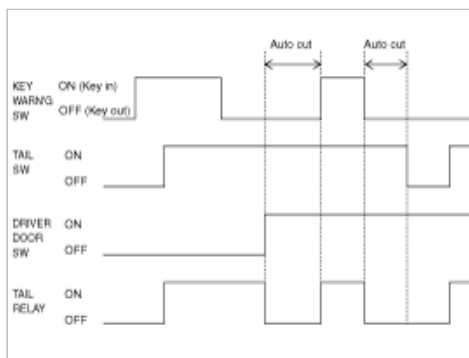 Auto cut Auto cut
KEY ON (Key in)
WARN'G
SW OFF (Key out)
TAIL ON
SW
OFF
DRIVER ON
DOOR
SW OFF
TAIL ON
RELAY
OFF